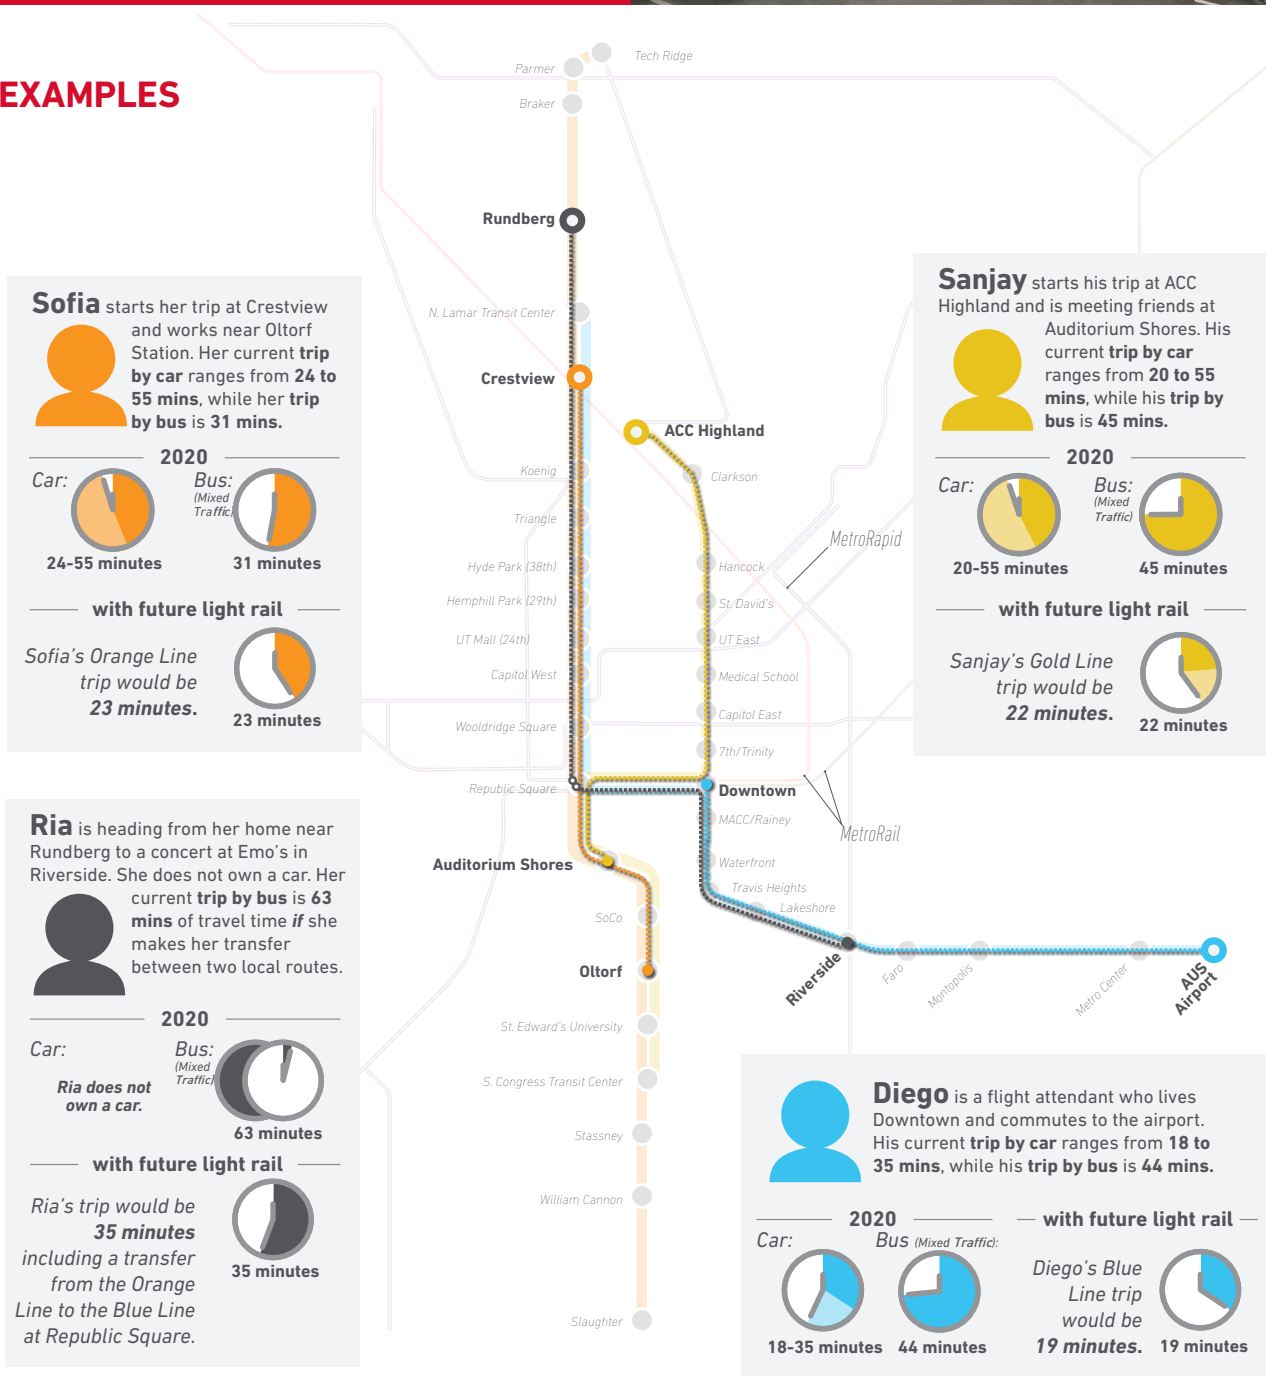 EXAMPLES
Tech Ridge
Parmer
Braker
Rundberg
N. Lamar Transit Center
Crestview
ACC Highland
Koenig
Clarkson
Triangle
MetroRapid
Hyde Park (38th)
Hancock
Hemphill Park (29th)
St. David's
UT Mall (24th)
UT East
Capitol West
Medical School
Wooldridge Square
Capitol East
7th/Trinity
Republic Square
Downtown
MACC/Rainey
MetroRail
Auditorium Shores
Waterfront
Travis Heights
Lakeshore
SoCo
Oltorf
Riverside
Faro
Montopolis
Metro Center
AUS
Airport
St. Edward's University
S. Congress Transit Center
Stassney
William Cannon
Slaughter
Sofia starts her trip at Crestview
and works near Oltorf
Station. Her current trip
by car ranges from 24 to
55 mins, while her trip
by bus is 31 mins.
2020
Car:
Bus:
(Mixed
Traffic)
24-55 minutes
31 minutes
with future light rail
Sofia's Orange Line
trip would be
23 minutes.
23 minutes
Sanjay starts his trip at ACC
Highland and is meeting friends at
Auditorium Shores. His
current trip by car
ranges from 20 to 55
mins, while his trip by
bus is 45 mins.
2020
Car:
Bus:
(Mixed
Traffic)
20-55 minutes
45 minutes
with future light rail
Sanjay's Gold Line
trip would be
22 minutes.
22 minutes
Ria is heading from her home near
Rundberg to a concert at Emo's in
Riverside. She does not own a car. Her
current trip by bus is 63
mins of travel time if she
makes her transfer
between two local routes.
2020
Car:
Bus:
(Mixed
Traffic)
Ria does not
own a car.
63 minutes
with future light rail
Ria's trip would be
35 minutes
including a transfer
from the Orange
Line to the Blue Line
at Republic Square.
35 minutes
Diego is a flight attendant who lives
Downtown and commutes to the airport.
His current trip by car ranges from 18 to
35 mins, while his trip by bus is 44 mins.
2020
Car:
Bus (Mixed Traffic):
18-35 minutes
44 minutes
with future light rail
Diego's Blue
Line trip
would be
19 minutes.
19 minutes